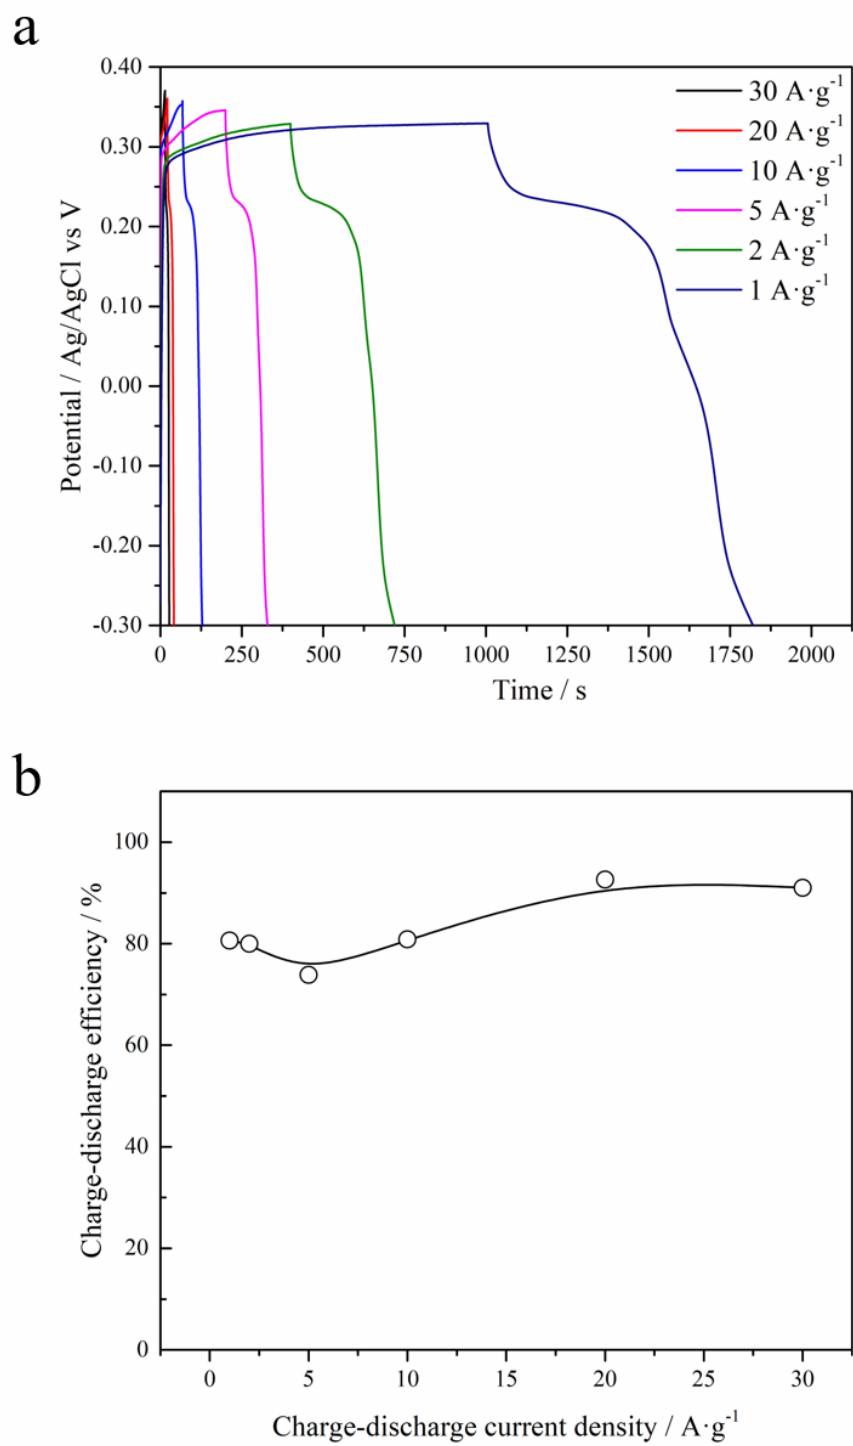 a
0.40
0.30
0.20
0.10
0.00
-0.10
-0.20
-0.30
Potential / Ag/AgCl vs V
30 A·g⁻¹
20 A·g⁻¹
10 A·g⁻¹
5 A·g⁻¹
2 A·g⁻¹
1 A·g⁻¹
0 250 500 750 1000 1250 1500 1750 2000
Time / s
b
100
80
60
40
20
0
Charge-discharge efficiency / %
0 5 10 15 20 25 30
Charge-discharge current density / A·g⁻¹